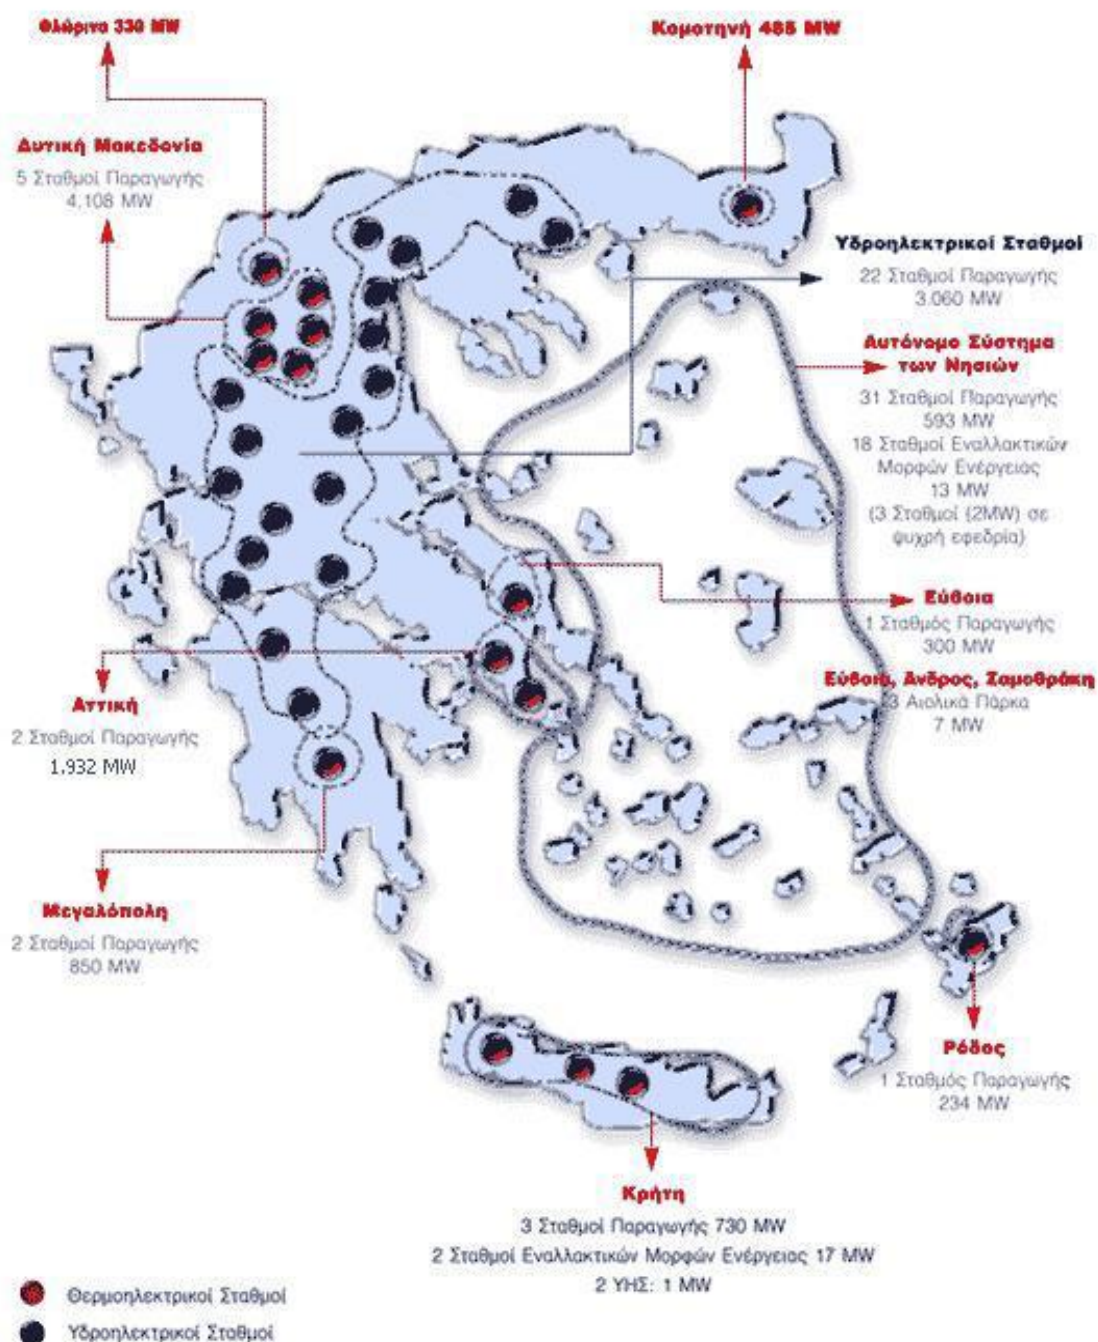 Φλώρινα 330 MW
Κομοτηνή 485 MW
Δυτική Μακεδονία
5 Σταθμοί Παραγωγής
4.108 MW
Υδροηλεκτρικοί Σταθμοί
22 Σταθμοί Παραγωγής
3.060 MW
Αυτόνομο Σύστημα
των Νησιών
31 Σταθμοί Παραγωγής
593 MW
18 Σταθμοί Εναλλακτικών
Μορφών Ενέργειας
13 MW
(3 Σταθμοί (2MW) σε
ψυχρή εφεδρία)
Εύβοια
1 Σταθμός Παραγωγής
300 MW
Εύβοια, Άνδρος, Σαμοθράκη
3 Αιολικά Πάρκα
7 MW
Αττική
2 Σταθμοί Παραγωγής
1.932 MW
Μεγαλόπολη
2 Σταθμοί Παραγωγής
850 MW
Ρόδος
1 Σταθμός Παραγωγής
234 MW
Κρήτη
3 Σταθμοί Παραγωγής 730 MW
2 Σταθμοί Εναλλακτικών Μορφών Ενέργειας 17 MW
2 ΥΗΣ: 1 MW
Θερμοηλεκτρικοί Σταθμοί
Υδροηλεκτρικοί Σταθμοί